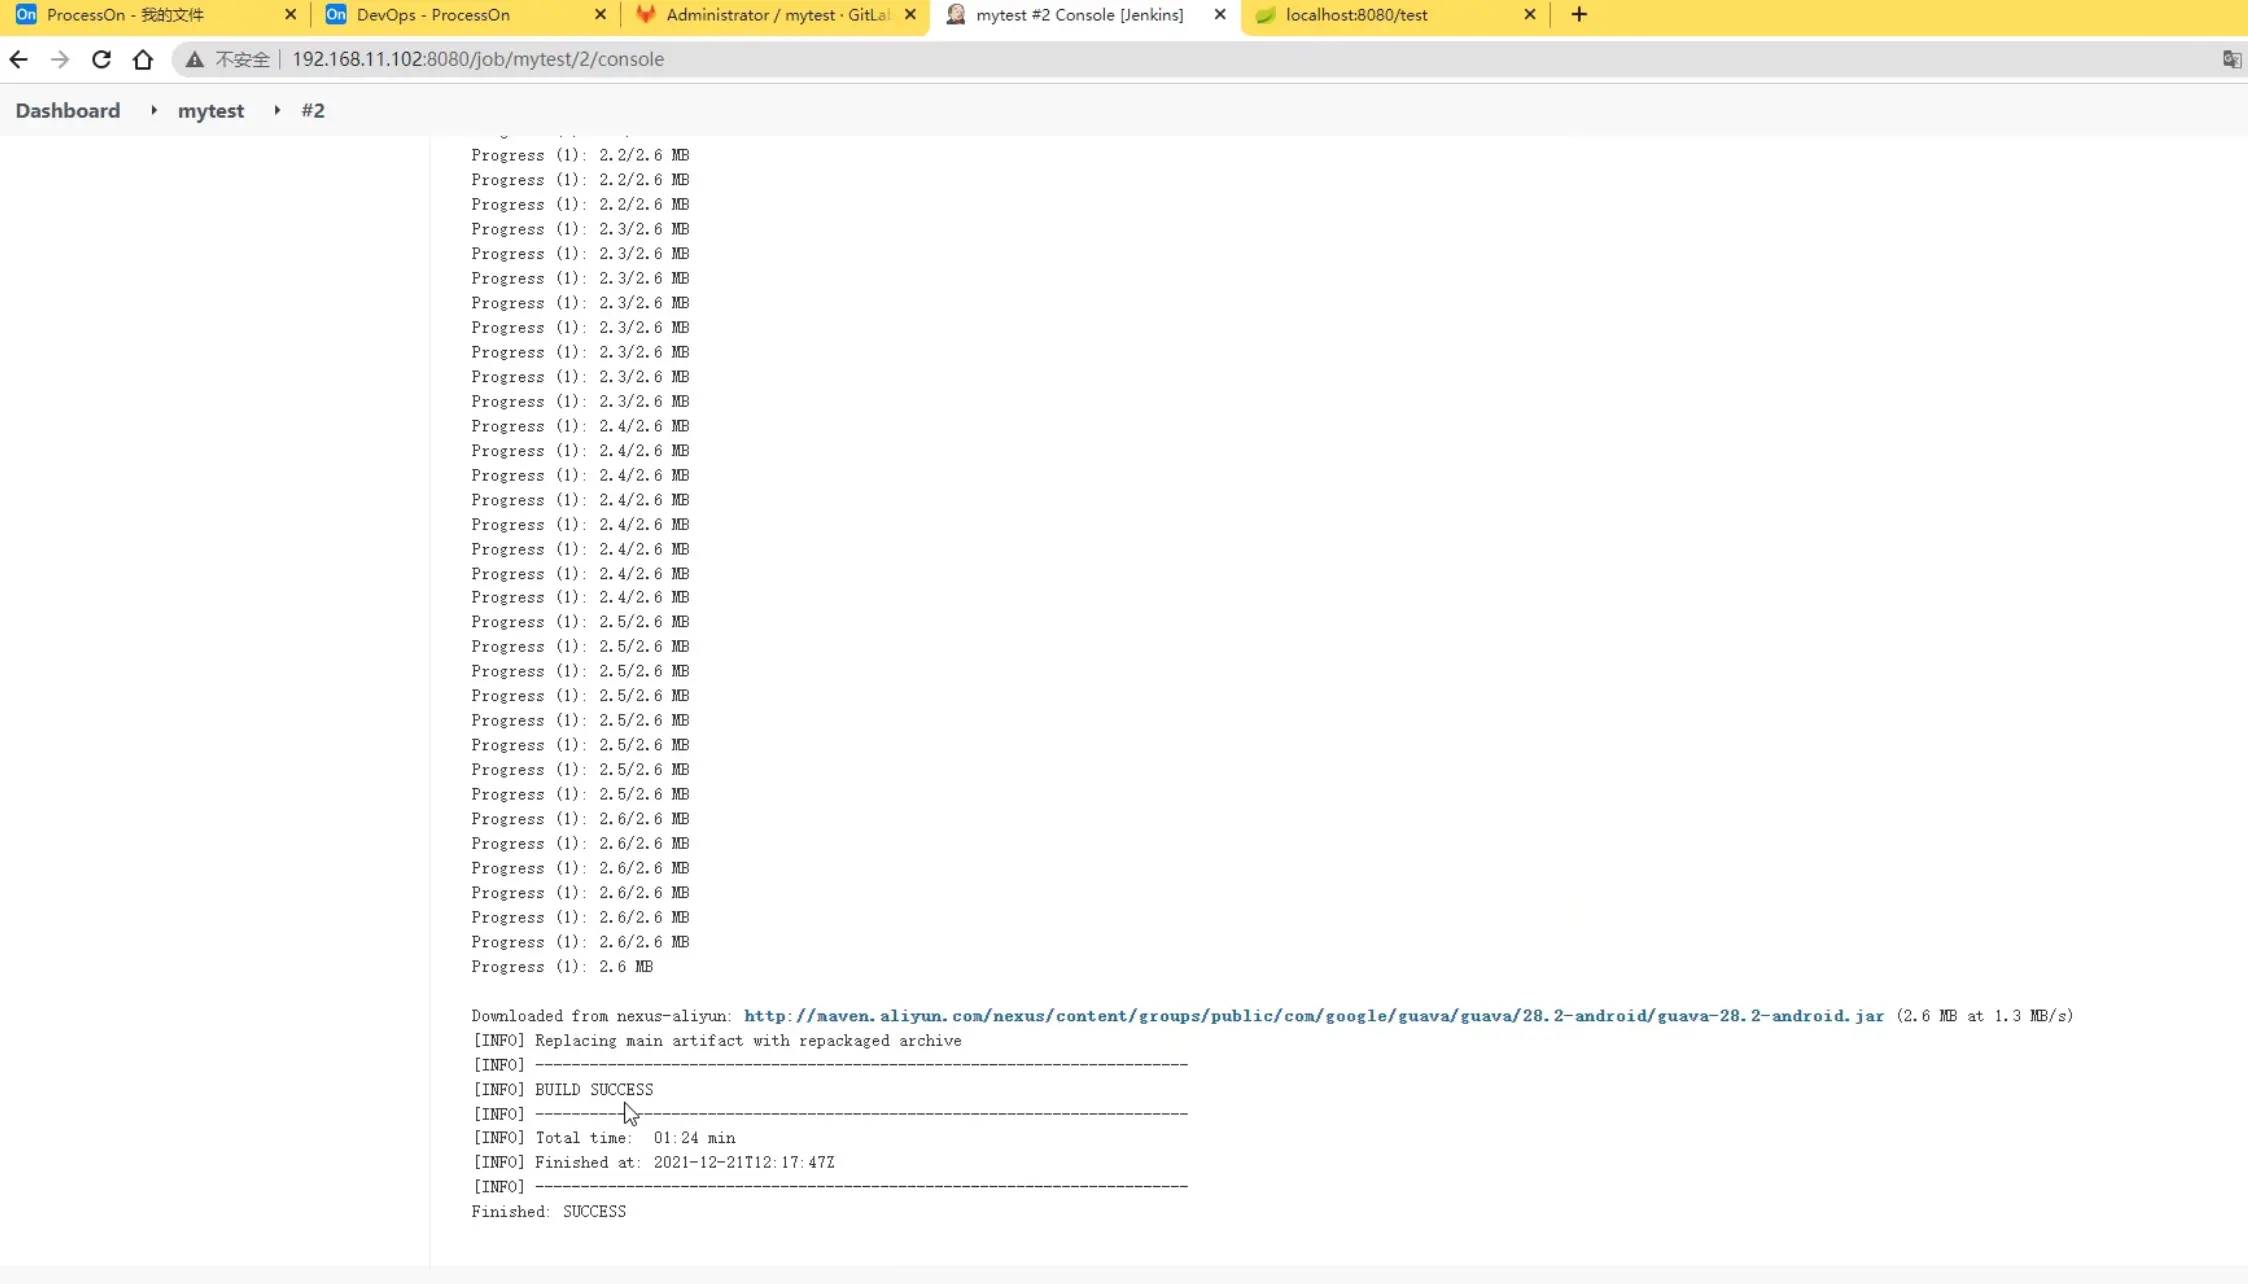 On ProcessOn - 我的文件
On DevOps - ProcessOn
Administrator / mytest · GitLa
mytest #2 Console [Jenkins]
localhost:8080/test
不安全 192.168.11.102:8080/job/mytest/2/console
Dashboard mytest #2
Progress (1): 2.2/2.6 MB
Progress (1): 2.2/2.6 MB
Progress (1): 2.2/2.6 MB
Progress (1): 2.3/2.6 MB
Progress (1): 2.3/2.6 MB
Progress (1): 2.3/2.6 MB
Progress (1): 2.3/2.6 MB
Progress (1): 2.3/2.6 MB
Progress (1): 2.3/2.6 MB
Progress (1): 2.3/2.6 MB
Progress (1): 2.3/2.6 MB
Progress (1): 2.4/2.6 MB
Progress (1): 2.4/2.6 MB
Progress (1): 2.4/2.6 MB
Progress (1): 2.4/2.6 MB
Progress (1): 2.4/2.6 MB
Progress (1): 2.4/2.6 MB
Progress (1): 2.4/2.6 MB
Progress (1): 2.4/2.6 MB
Progress (1): 2.5/2.6 MB
Progress (1): 2.5/2.6 MB
Progress (1): 2.5/2.6 MB
Progress (1): 2.5/2.6 MB
Progress (1): 2.5/2.6 MB
Progress (1): 2.5/2.6 MB
Progress (1): 2.5/2.6 MB
Progress (1): 2.5/2.6 MB
Progress (1): 2.6/2.6 MB
Progress (1): 2.6/2.6 MB
Progress (1): 2.6/2.6 MB
Progress (1): 2.6/2.6 MB
Progress (1): 2.6/2.6 MB
Progress (1): 2.6/2.6 MB
Progress (1): 2.6 MB
Downloaded from nexus-aliyun: http://maven.aliyun.com/nexus/content/groups/public/com/google/guava/guava/28.2-android/guava-28.2-android.jar (2.6 MB at 1.3 MB/s)
[INFO] Replacing main artifact with repackaged archive
[INFO] ------------------------------------------------------------------------
[INFO] BUILD SUCCESS
[INFO] ------------------------------------------------------------------------
[INFO] Total time:  01:24 min
[INFO] Finished at: 2021-12-21T12:17:47Z
[INFO] ------------------------------------------------------------------------
Finished: SUCCESS